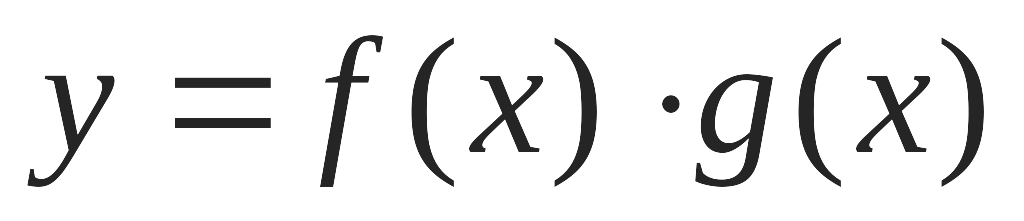 y = f (x) · g(x)